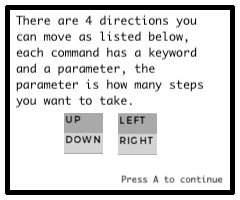 There are 4 directions you
can move as listed below,
each command has a keyword
and a parameter, the
parameter is how many steps
you want to take.
UP LEFT
DOWN RIGHT
Press A to continue